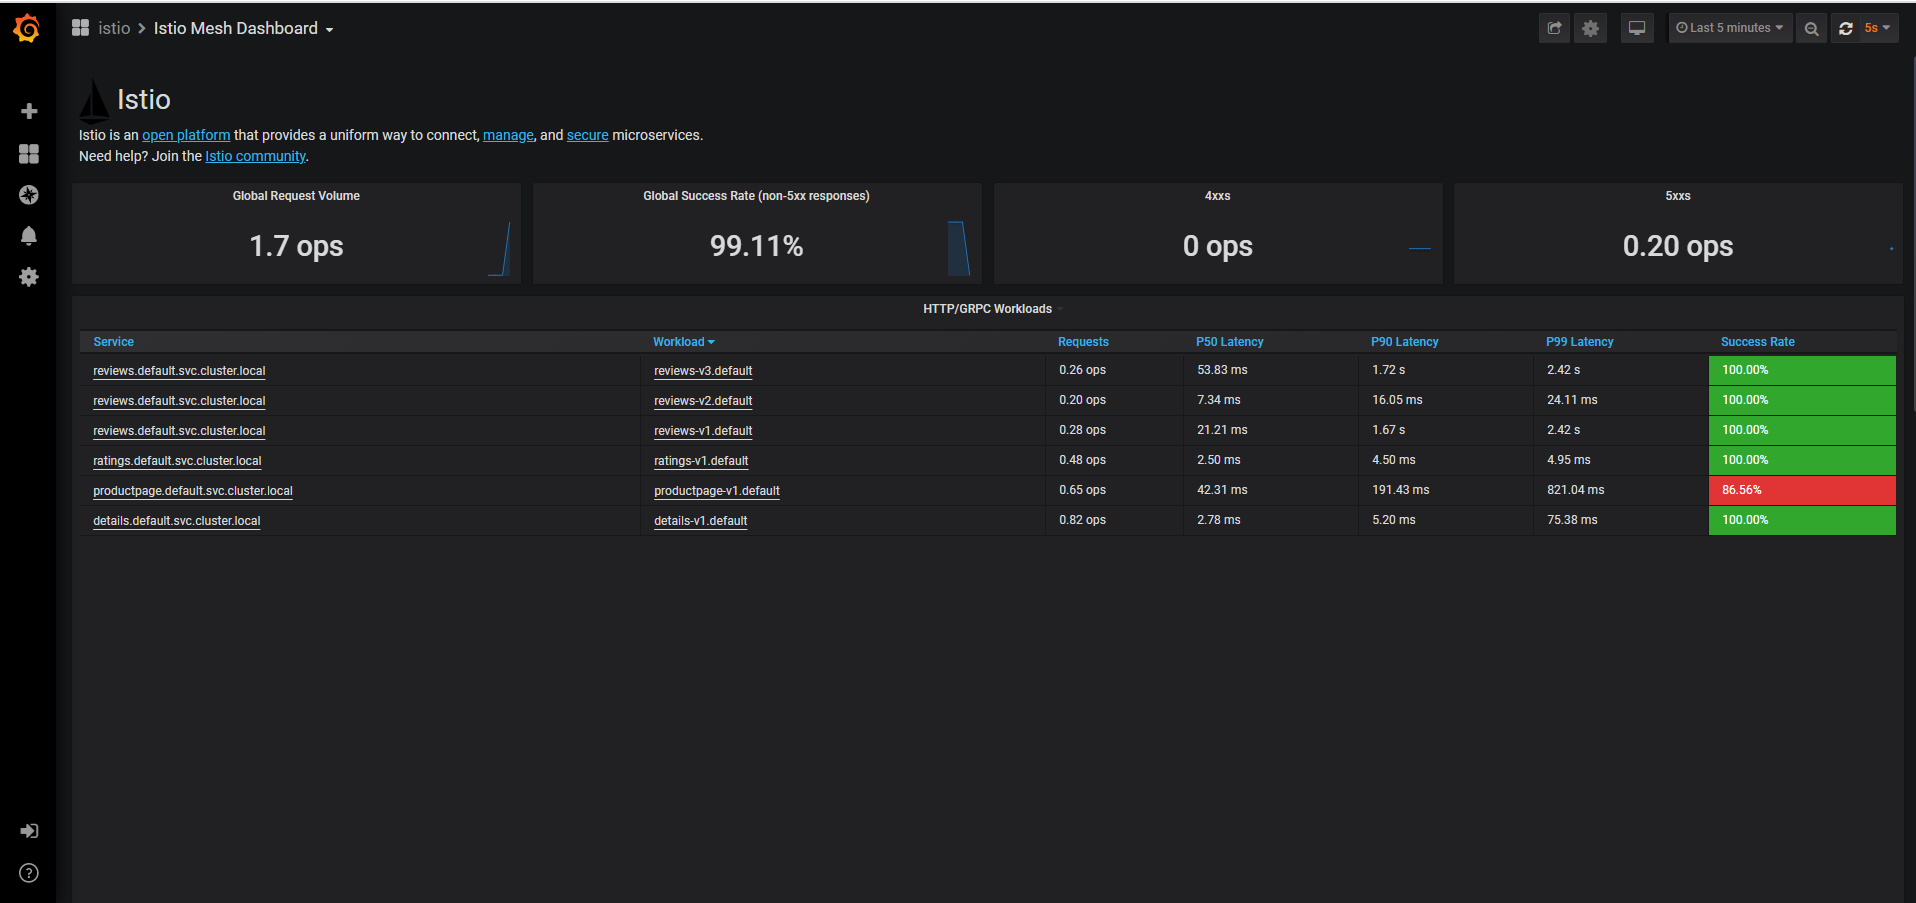 istio > Istio Mesh Dashboard
Last 5 minutes
5s
Istio
Istio is an open platform that provides a uniform way to connect, manage, and secure microservices.
Need help? Join the Istio community.
Global Request Volume
1.7 ops
Global Success Rate (non-5xx responses)
99.11%
4xxs
0 ops
5xxs
0.20 ops
HTTP/GRPC Workloads
Service Workload Requests P50 Latency P90 Latency P99 Latency Success Rate
reviews.default.svc.cluster.local reviews-v3.default 0.26 ops 53.83 ms 1.72 s 2.42 s 100.00%
reviews.default.svc.cluster.local reviews-v2.default 0.20 ops 7.34 ms 16.05 ms 24.11 ms 100.00%
reviews.default.svc.cluster.local reviews-v1.default 0.28 ops 21.21 ms 1.67 s 2.42 s 100.00%
ratings.default.svc.cluster.local ratings-v1.default 0.48 ops 2.50 ms 4.50 ms 4.95 ms 100.00%
productpage.default.svc.cluster.local productpage-v1.default 0.65 ops 42.31 ms 191.43 ms 821.04 ms 86.56%
details.default.svc.cluster.local details-v1.default 0.82 ops 2.78 ms 5.20 ms 75.38 ms 100.00%